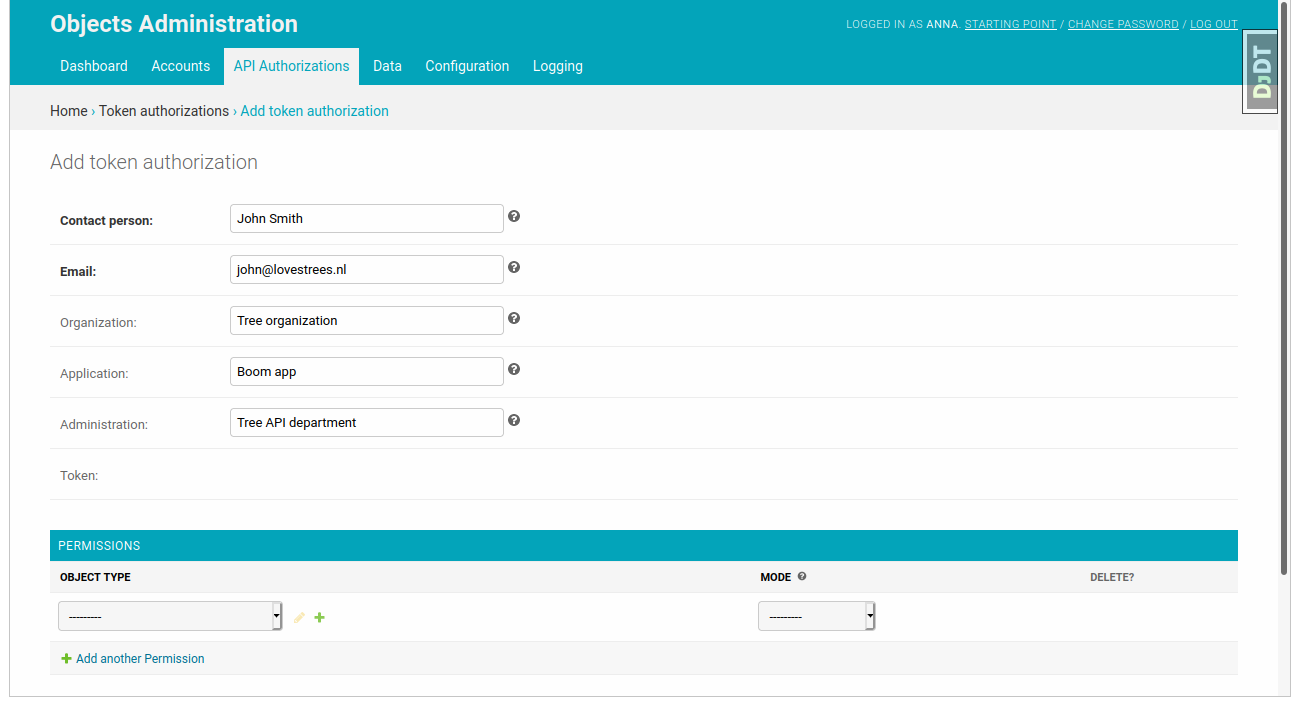 Objects Administration
LOGGED IN AS ANNA. STARTING POINT / CHANGE PASSWORD / LOG OUT
DJDT
Dashboard Accounts API Authorizations Data Configuration Logging
Home › Token authorizations › Add token authorization
Add token authorization
Contact person: John Smith ?
Email: john@lovestrees.nl ?
Organization: Tree organization ?
Application: Boom app ?
Administration: Tree API department ?
Token:
PERMISSIONS
OBJECT TYPE MODE ? DELETE?
--------- ---------
Add another Permission